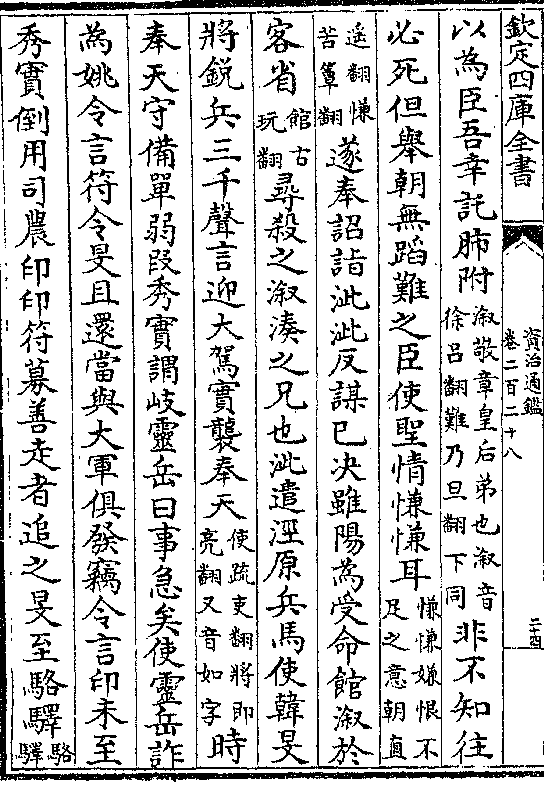 欽定四庫全書
資治通鑑
卷二百二十八
二十四
以為臣吾幸託肺附溆敬章皇后弟也溆音徐呂翻難乃旦翻下同非不知往
必死但舉朝無蹈難之臣使聖情慊慊耳慊慊嫌恨不足之意朝直
遥翻慊苦簟翻遂奉詔詣泚泚反謀已決雖陽為受命館溆於
客省館古玩翻尋殺之溆湊之兄也泚遣涇原兵馬使韓旻
將鋭兵三千聲言迎大駕實襲奉天使疏吏翻將即亮翻又音如字時
奉天守備單弱段秀實謂岐靈岳曰事急矣使靈岳詐
為姚令言符令旻且還當與大軍俱發竊令言印未至
秀實倒用司農印印符募善走者追之旻至駱驛駱驛